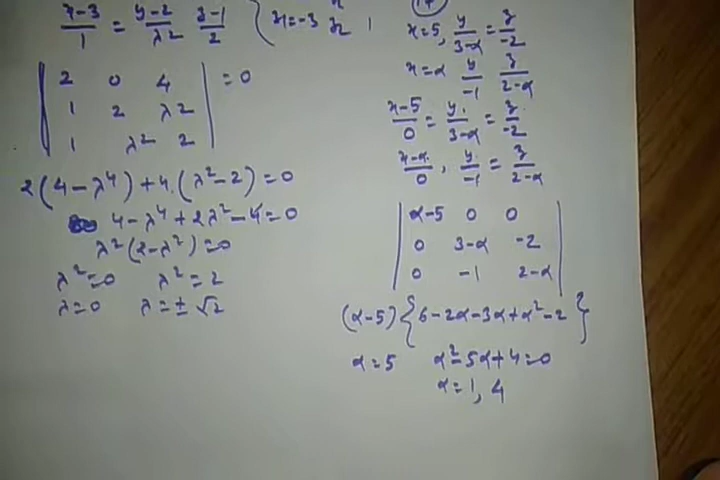 x-3/1 = y-2/λ2 z-1/2 { x=-3
|2 0 4| = 0
|1 2 λ2|
|1 λ2 2|
2(4-λ⁴)+4.(λ²-2)=0
4-λ⁴+2λ²-4=0
λ²(2-λ²)=0
λ²=0 λ²=2
λ=0 λ=±√2
x=5, y/3-α = z/-2
x=α y/-1 z/2-α
x-5/0 = y/3-α = z/-2
x-α/0, y/-1 = z/2-α
|α-5 0 0|
|0 3-α -2|
|0 -1 2-α|
(α-5){6-2α-3α+α²-2}
α=5 α²-5α+4=0
α=1, 4